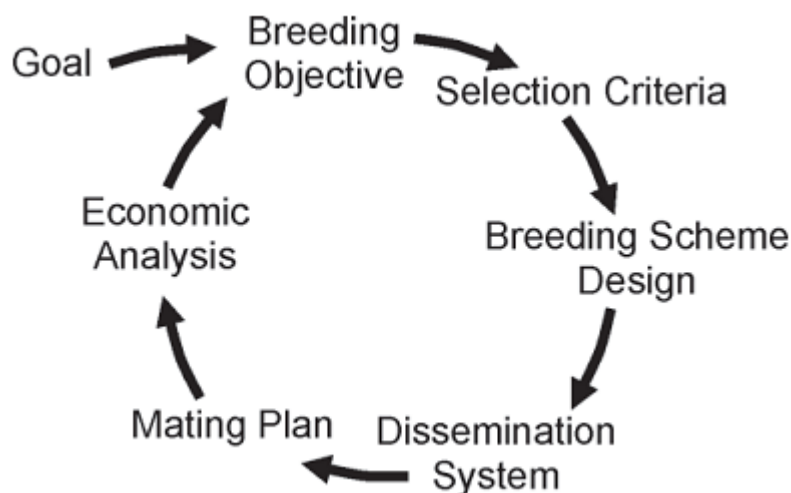 Goal
Breeding
Objective
Selection Criteria
Breeding Scheme
Design
Dissemination
System
Mating Plan
Economic
Analysis